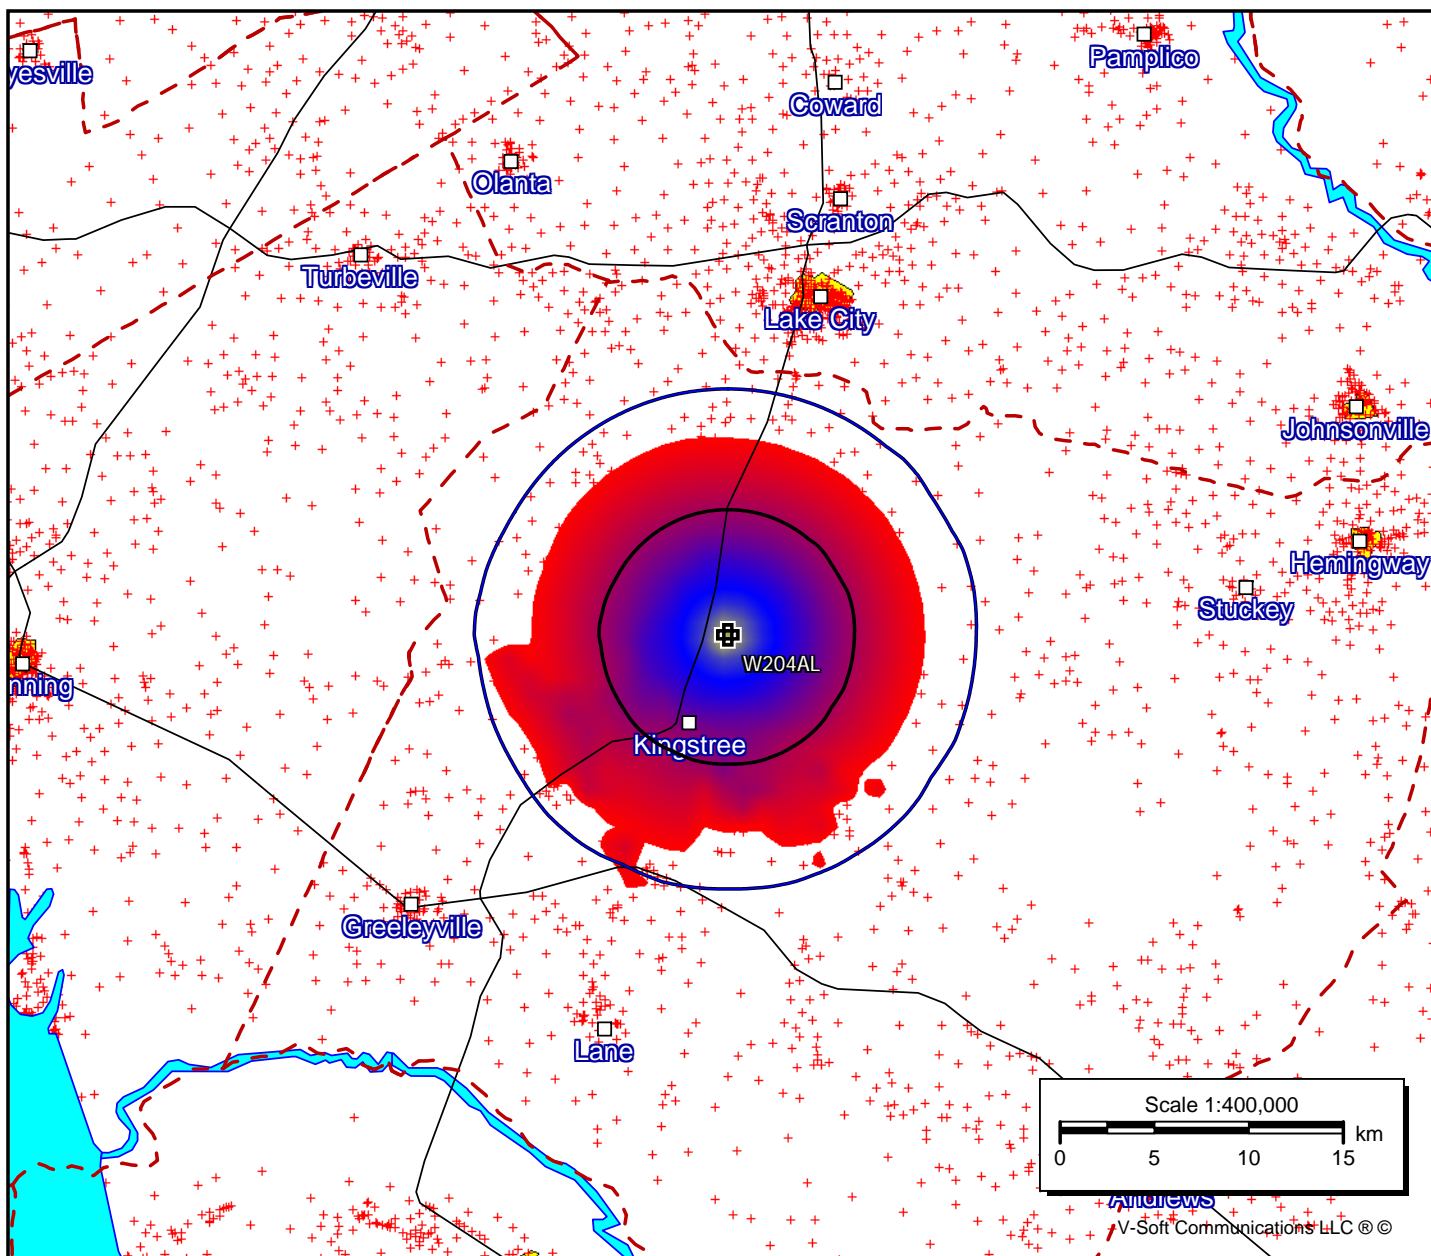 Pamplico
yesville
Coward
Olanta
Scranton
Turbeville
Lake City
Johnsonville
Hemingway
Stuckey
W204AL
nning
Kingstree
Greeleyville
Lane
Scale 1:400,000
km
0 5 10 15
Andrews
V-Soft Communications LLC ® ©